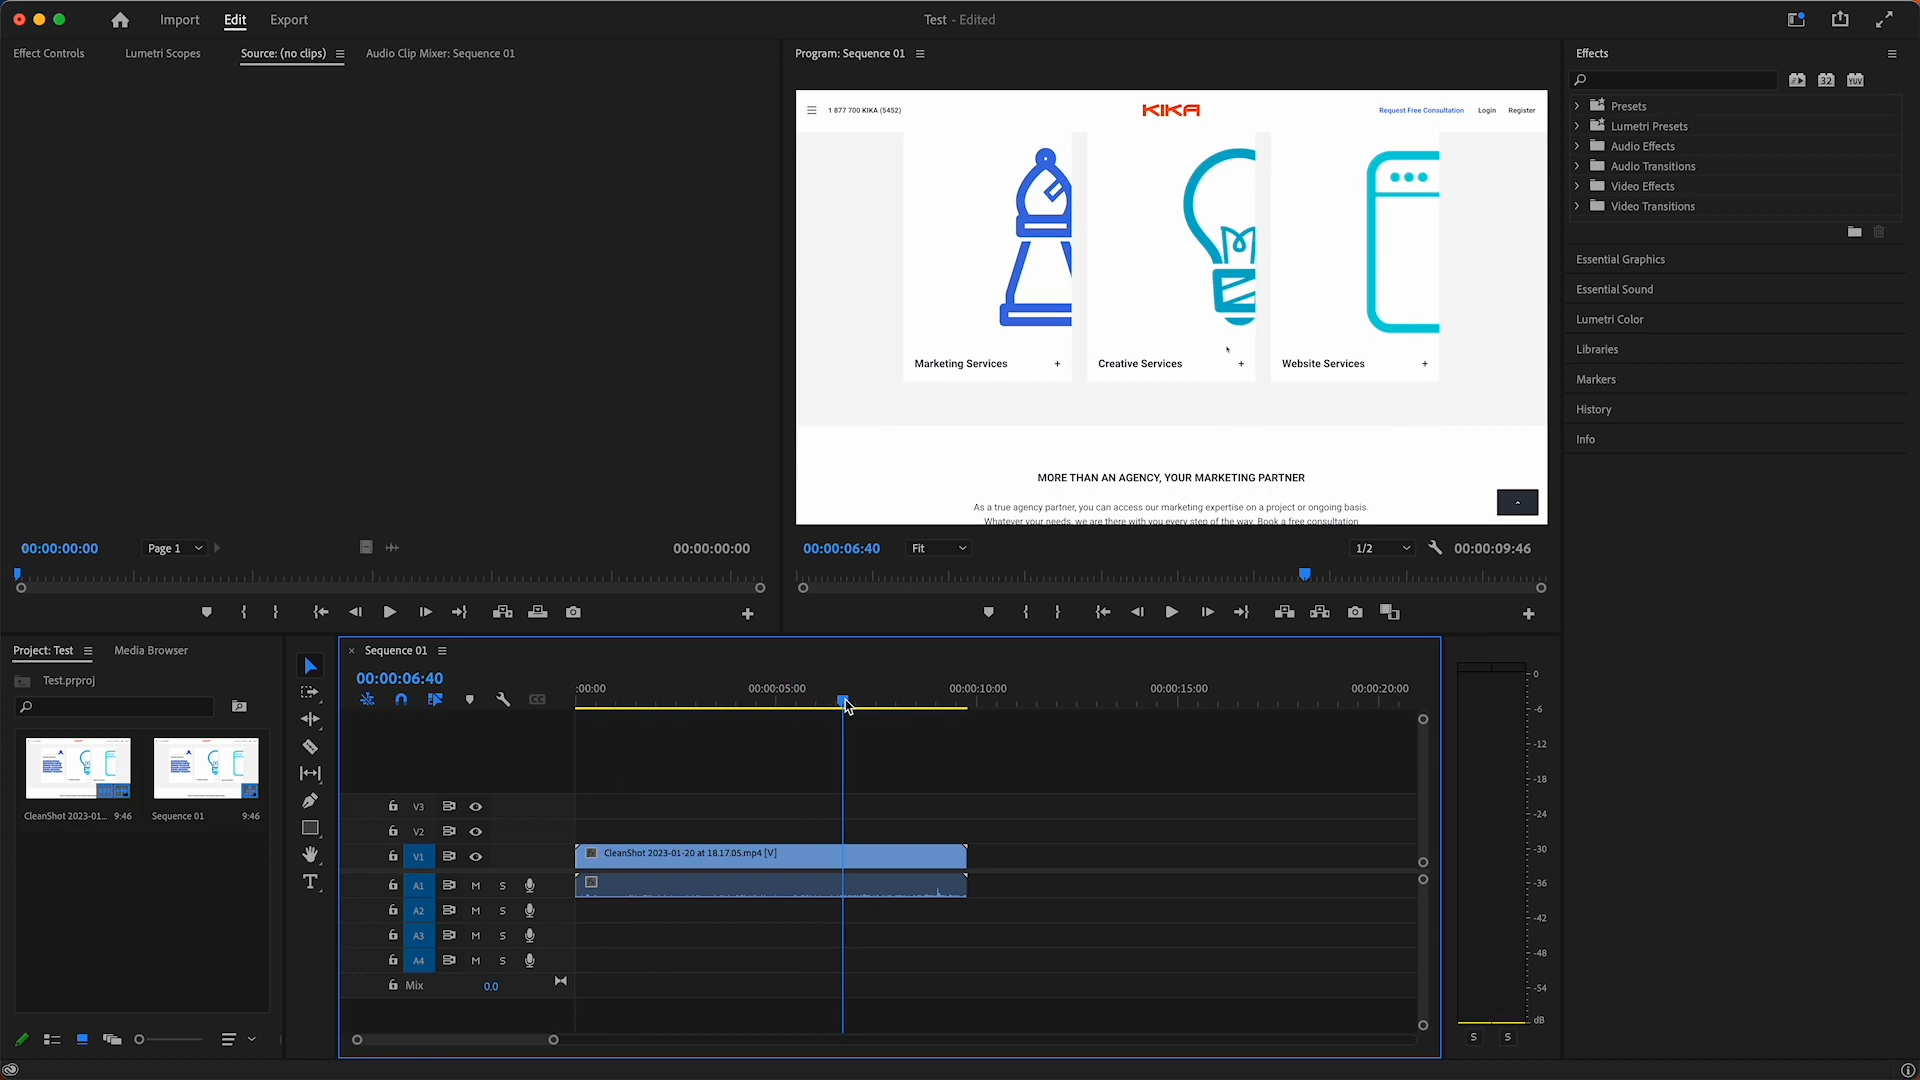 Import Edit Export Test - Edited
Effect Controls Lumetri Scopes Source: (no clips) Audio Clip Mixer: Sequence 01
Program: Sequence 01
1 877 700 KIKA (5452) KIKA Request Free Consultation Login Register
Marketing Services + Creative Services + Website Services +
MORE THAN AN AGENCY, YOUR MARKETING PARTNER
As a true agency partner, you can access our marketing expertise on a project or ongoing basis.
Whatever your needs, we are there with you every step of the way. Book a free consultation
00:00:00:00 Page 1 00:00:00:00
00:00:06:40 Fit 1/2 00:00:09:46
Effects
32 YUV
Presets
Lumetri Presets
Audio Effects
Audio Transitions
Video Effects
Video Transitions
Essential Graphics
Essential Sound
Lumetri Color
Libraries
Markers
History
Info
Project: Test Media Browser
Test.prproj
CleanShot 2023-01... 9:46 Sequence 01 9:46
Sequence 01
00:00:06:40
:00:00 00:00:05:00 00:00:10:00 00:00:15:00 00:00:20:00
CC
V3
V2
V1 CleanShot 2023-01-20 at 18.17.05.mp4 [V]
A1 M S
A2 M S
A3 M S
A4 M S
Mix 0.0
0
-6
-12
-18
-24
-30
-36
-42
-48
-54
dB
S S